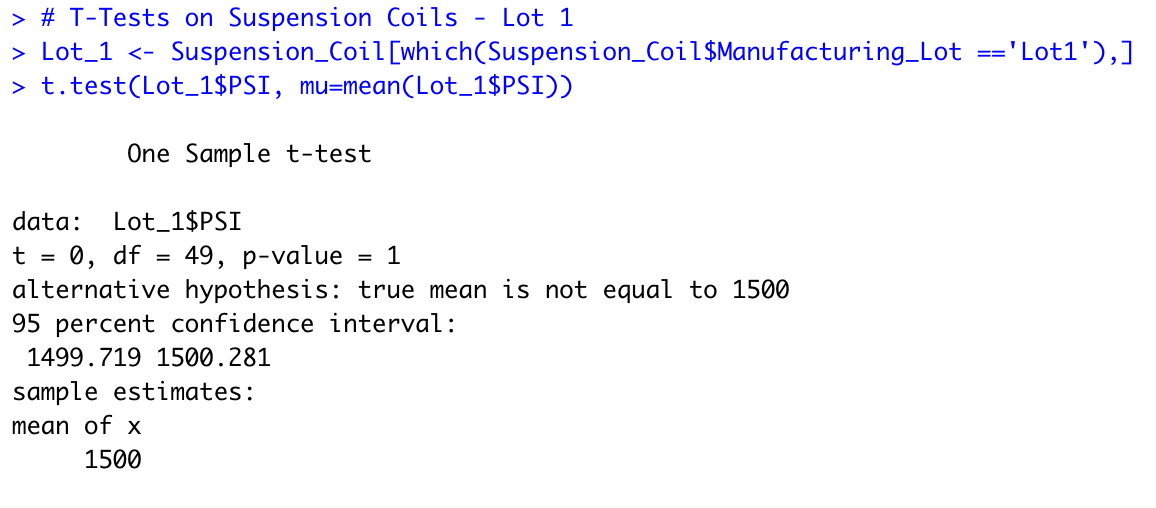 > # T-Tests on Suspension Coils - Lot 1
> Lot_1 <- Suspension_Coil[which(Suspension_Coil$Manufacturing_Lot =='Lot1'),]
> t.test(Lot_1$PSI, mu=mean(Lot_1$PSI))
One Sample t-test
data:  Lot_1$PSI
t = 0, df = 49, p-value = 1
alternative hypothesis: true mean is not equal to 1500
95 percent confidence interval:
1499.719 1500.281
sample estimates:
mean of x
1500